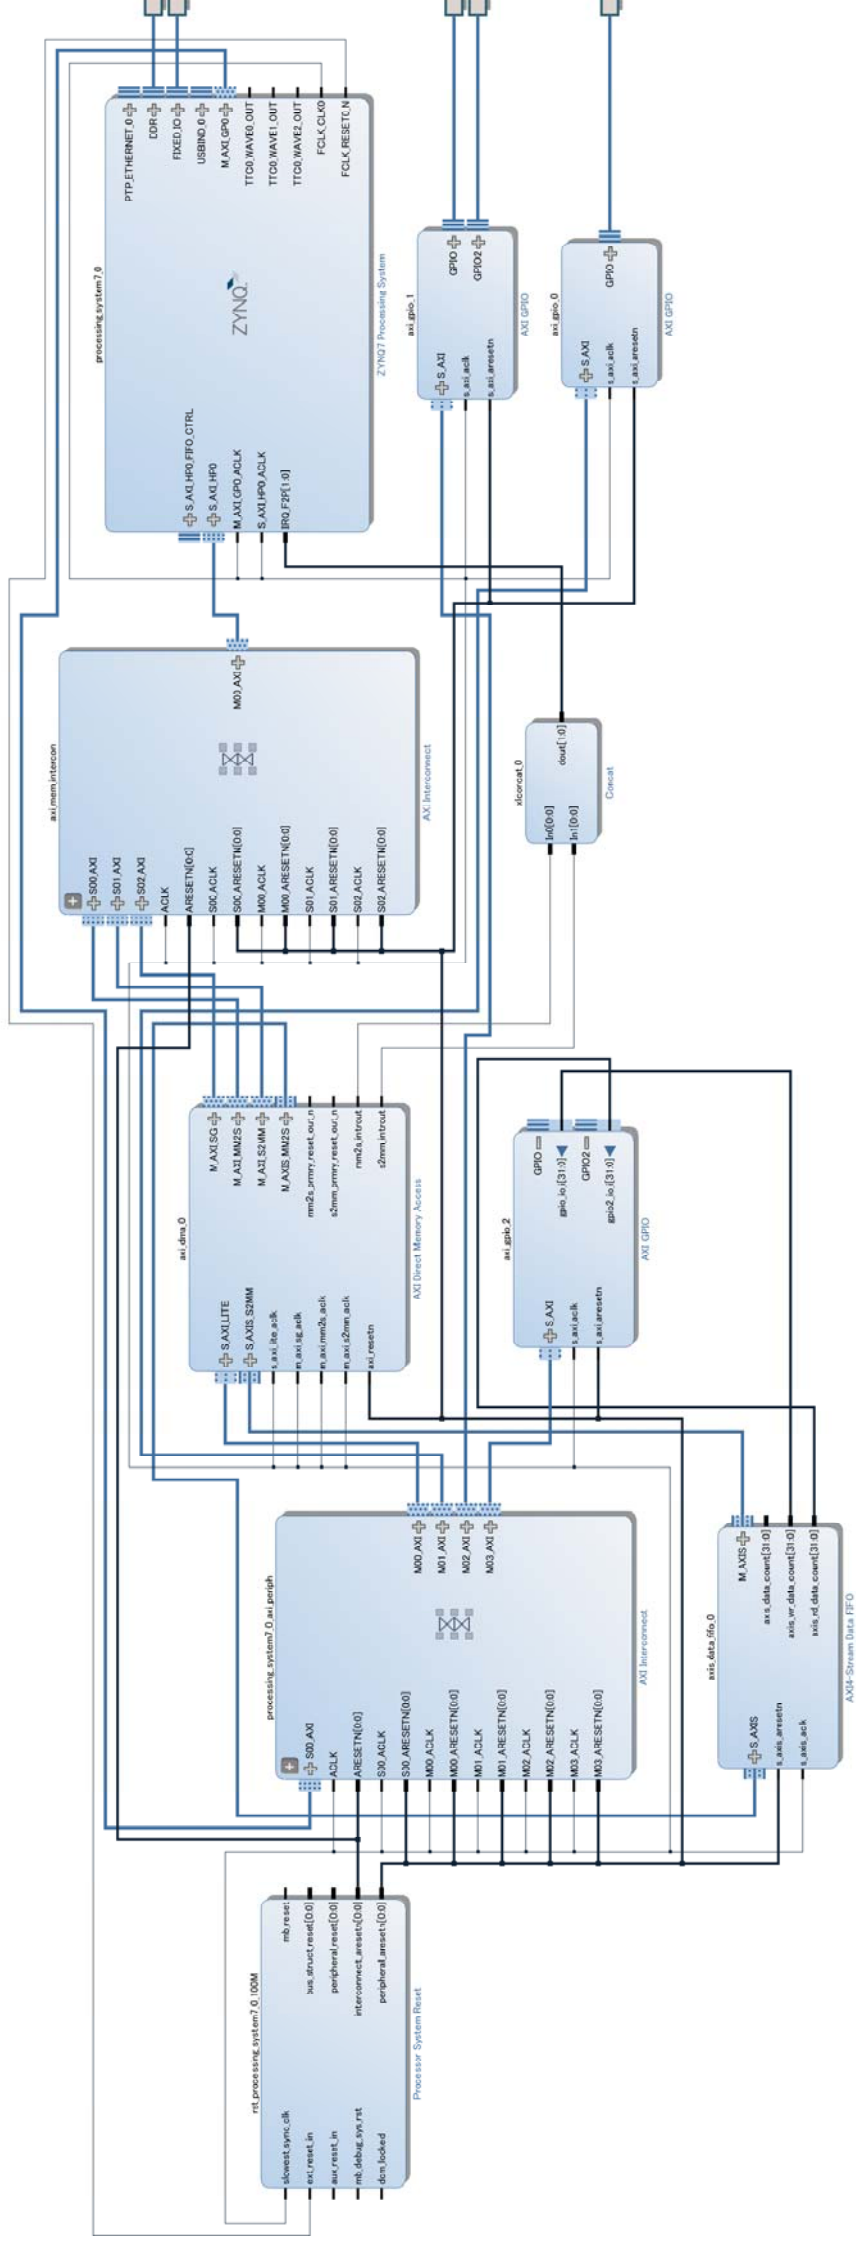 rst_processing_system7_0_100M
slowest_sync_clk
ext_reset_in
aux_reset_in
mb_debug_sys_rst
dcm_locked
mb_reset
bus_struct_reset[0:0]
peripheral_reset[0:0]
interconnect_aresetn[0:0]
peripheral_aresetn[0:0]
Processor System Reset
processing_system7_0_axi_periph
S00_AXI
ACLK
ARESETN[0:0]
S00_ACLK
S00_ARESETN[0:0]
M00_ACLK
M00_ARESETN[0:0]
M01_ACLK
M01_ARESETN[0:0]
M02_ACLK
M02_ARESETN[0:0]
M03_ACLK
M03_ARESETN[0:0]
M00_AXI
M01_AXI
M02_AXI
M03_AXI
AXI Interconnect
axis_data_fifo_0
S_AXIS
s_axis_aresetn
s_axis_aclk
M_AXIS
axis_data_count[31:0]
axis_wr_data_count[31:0]
axis_rd_data_count[31:0]
AXI4-Stream Data FIFO
axi_dma_0
S_AXI_LITE
S_AXIS_S2MM
s_axi_lite_aclk
m_axi_sg_aclk
m_axi_mm2s_aclk
m_axi_s2mm_aclk
axi_resetn
M_AXI_SG
M_AXI_MM2S
M_AXI_S2MM
M_AXIS_MM2S
mm2s_prmry_reset_out_n
s2mm_prmry_reset_out_n
mm2s_introut
s2mm_introut
AXI Direct Memory Access
axi_gpio_2
S_AXI
s_axi_aclk
s_axi_aresetn
GPIO
gpio_io_i[31:0]
GPIO2
gpio2_io_i[31:0]
AXI GPIO
axi_mem_intercon
S00_AXI
S01_AXI
S02_AXI
ACLK
ARESETN[0:0]
S00_ACLK
S00_ARESETN[0:0]
M00_ACLK
M00_ARESETN[0:0]
S01_ACLK
S01_ARESETN[0:0]
S02_ACLK
S02_ARESETN[0:0]
M00_AXI
AXI Interconnect
xlconcat_0
In0[0:0]
In1[0:0]
dout[1:0]
Concat
processing_system7_0
S_AXI_HP0_FIFO_CTRL
S_AXI_HP0
M_AXI_GP0_ACLK
S_AXI_HP0_ACLK
IRQ_F2P[1:0]
ZYNQ
PTP_ETHERNET_0
DDR
FIXED_IO
USBIND_0
M_AXI_GP0
TTC0_WAVE0_OUT
TTC0_WAVE1_OUT
TTC0_WAVE2_OUT
FCLK_CLK0
FCLK_RESET0_N
ZYNQ7 Processing System
axi_gpio_1
S_AXI
s_axi_aclk
s_axi_aresetn
GPIO
GPIO2
AXI GPIO
axi_gpio_0
S_AXI
s_axi_aclk
s_axi_aresetn
GPIO
AXI GPIO